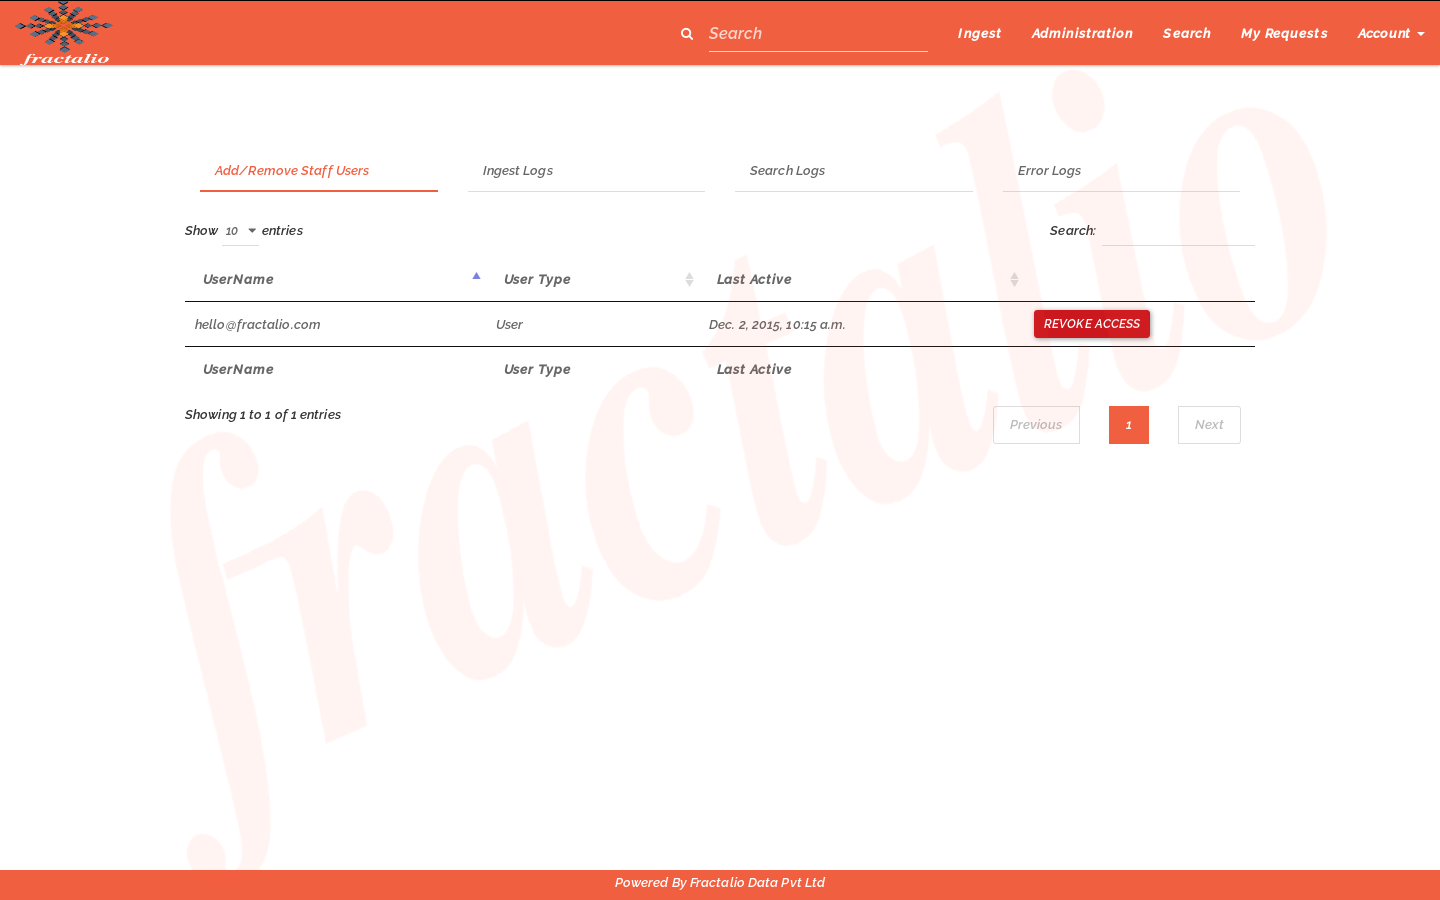 fractalio
Search Ingest Administration Search My Requests Account
Add/Remove Staff Users Ingest Logs Search Logs Error Logs
Show 10 entries Search:
UserName User Type Last Active
hello@fractalio.com User Dec. 2, 2015, 10:15 a.m. REVOKE ACCESS
UserName User Type Last Active
Showing 1 to 1 of 1 entries Previous 1 Next
fractalio
Powered By Fractalio Data Pvt Ltd